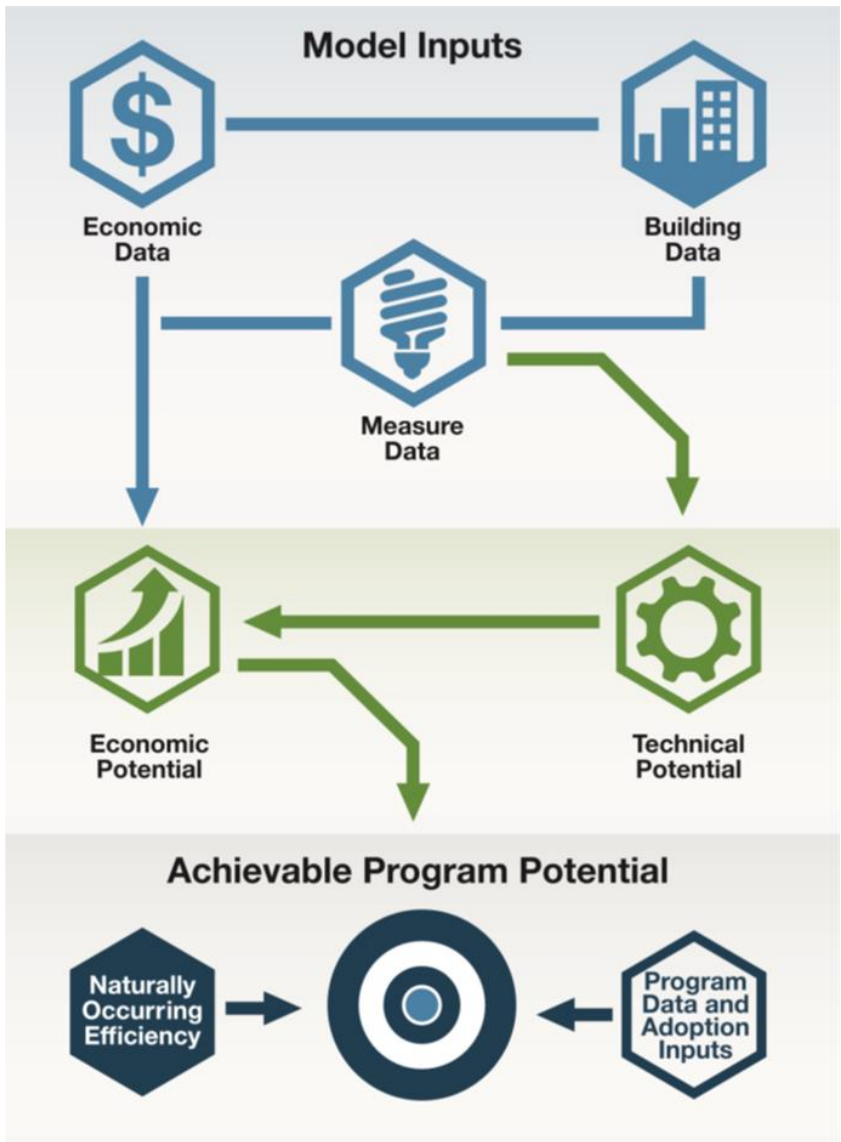 Model Inputs
$
Economic
Data
Building
Data
Measure
Data
Economic
Potential
Technical
Potential
Achievable Program Potential
Naturally
Occurring
Efficiency
Program
Data and
Adoption
Inputs